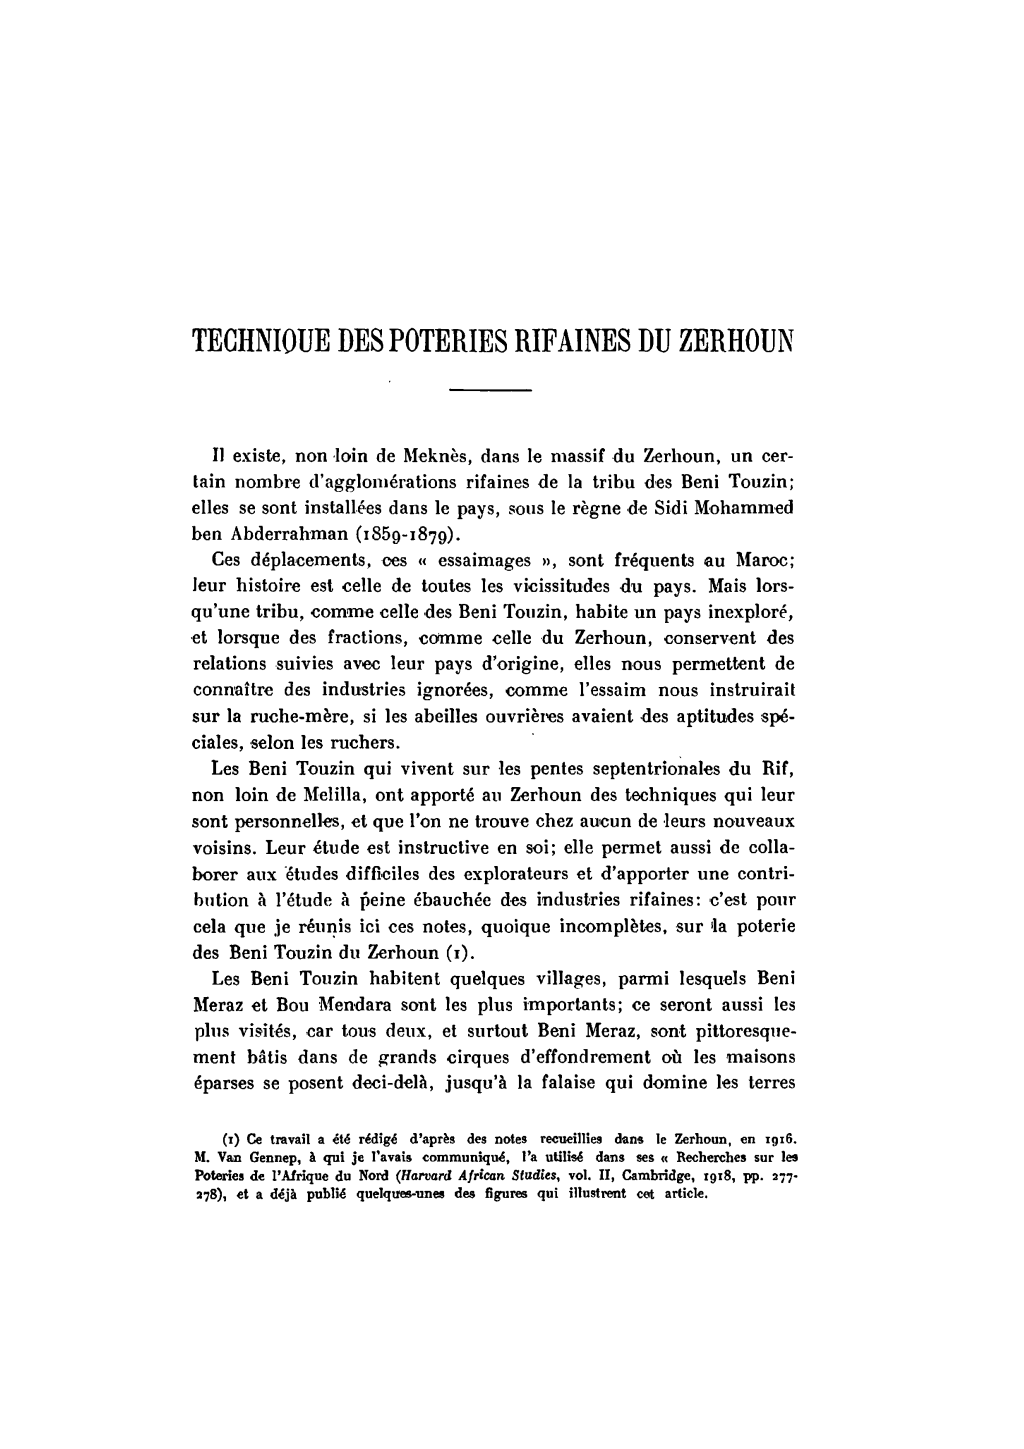 TECHNIQUE DES POTERIES RIFAINES DU ZERHOUN
Il existe, non loin de Meknès, dans le massif du Zerhoun, un cer-
tain nombre d'agglomérations rifaines de la tribu des Beni Touzin;
elles se sont installées dans le pays, sous le règne de Sidi Mohammed
ben Abderrahman (1859-1879).
Ces déplacements, ces « essaimages », sont fréquents au Maroc;
leur histoire est celle de toutes les vicissitudes du pays. Mais lors-
qu'une tribu, comme celle des Beni Touzin, habite un pays inexploré,
et lorsque des fractions, comme celle du Zerhoun, conservent des
relations suivies avec leur pays d'origine, elles nous permettent de
connaître des industries ignorées, comme l'essaim nous instruirait
sur la ruche-mère, si les abeilles ouvrières avaient des aptitudes spé-
ciales, selon les ruchers.
Les Beni Touzin qui vivent sur les pentes septentrionales du Rif,
non loin de Melilla, ont apporté au Zerhoun des techniques qui leur
sont personnelles, et que l'on ne trouve chez aucun de leurs nouveaux
voisins. Leur étude est instructive en soi; elle permet aussi de colla-
borer aux études difficiles des explorateurs et d'apporter une contri-
bution à l'étude à peine ébauchée des industries rifaines: c'est pour
cela que je réunis ici ces notes, quoique incomplètes, sur la poterie
des Beni Touzin du Zerhoun (1).
Les Beni Touzin habitent quelques villages, parmi lesquels Beni
Meraz et Bou Mendara sont les plus importants; ce seront aussi les
plus visités, car tous deux, et surtout Beni Meraz, sont pittoresque-
ment bâtis dans de grands cirques d'effondrement où les maisons
éparses se posent deci-delà, jusqu'à la falaise qui domine les terres
(1) Ce travail a été rédigé d'après des notes recueillies dans le Zerhoun, en 1916.
M. Van Gennep, à qui je l'avais communiqué, l'a utilisé dans ses « Recherches sur les
Poteries de l'Afrique du Nord (Harvard African Studies, vol. II, Cambridge, 1918, pp. 277-
278), et a déjà publié quelques-unes des figures qui illustrent cet article.